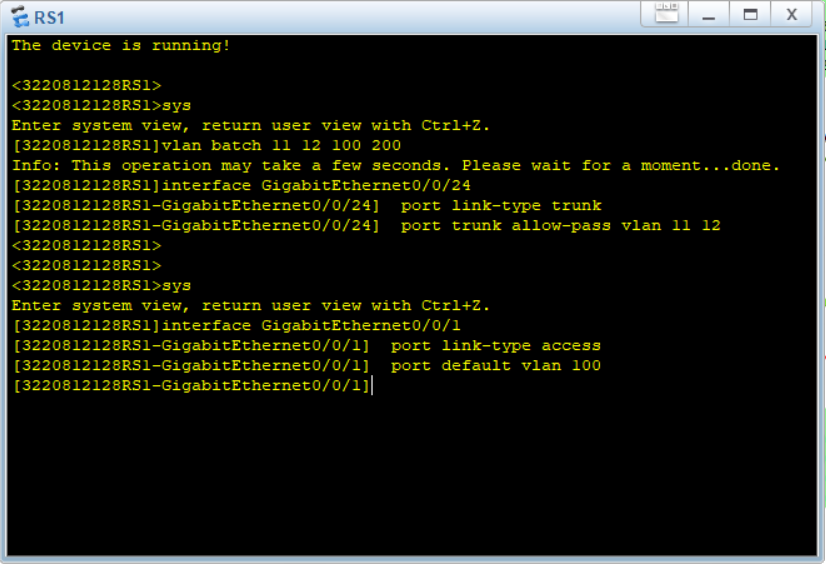 RS1
The device is running!
<3220812128RS1>
<3220812128RS1>sys
Enter system view, return user view with Ctrl+Z.
[3220812128RS1]vlan batch 11 12 100 200
Info: This operation may take a few seconds. Please wait for a moment...done.
[3220812128RS1]interface GigabitEthernet0/0/24
[3220812128RS1-GigabitEthernet0/0/24]  port link-type trunk
[3220812128RS1-GigabitEthernet0/0/24]  port trunk allow-pass vlan 11 12
<3220812128RS1>
<3220812128RS1>
<3220812128RS1>sys
Enter system view, return user view with Ctrl+Z.
[3220812128RS1]interface GigabitEthernet0/0/1
[3220812128RS1-GigabitEthernet0/0/1]  port link-type access
[3220812128RS1-GigabitEthernet0/0/1]  port default vlan 100
[3220812128RS1-GigabitEthernet0/0/1]